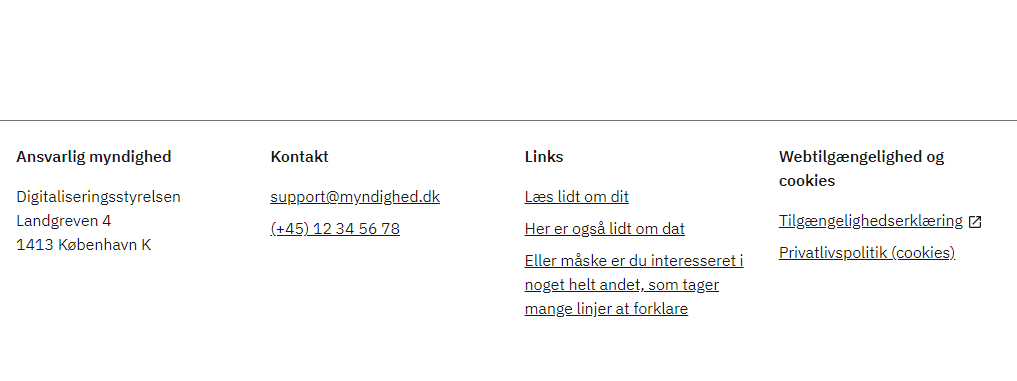 Ansvarlig myndighed
Digitaliseringsstyrelsen
Landgreven 4
1413 København K
Kontakt
support@myndighed.dk
(+45) 12 34 56 78
Links
Læs lidt om dit
Her er også lidt om dat
Eller måske er du interesseret i
noget helt andet, som tager
mange linjer at forklare
Webtilgængelighed og
cookies
Tilgængelighedserklæring
Privatlivspolitik (cookies)